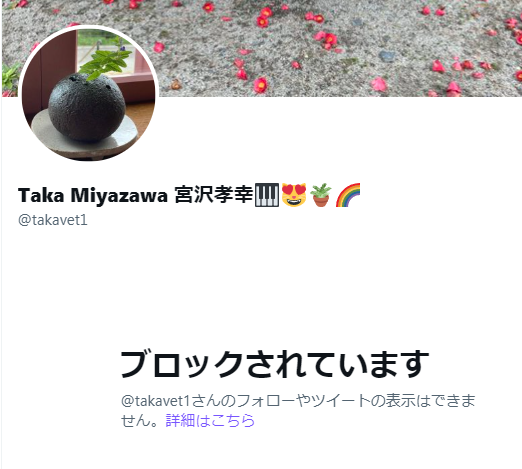 Taka Miyazawa 宮沢孝幸🎹😻🪴🌈
@takavet1
ブロックされています
@takavet1さんのフォローやツイートの表示はできま
せん。詳細はこちら